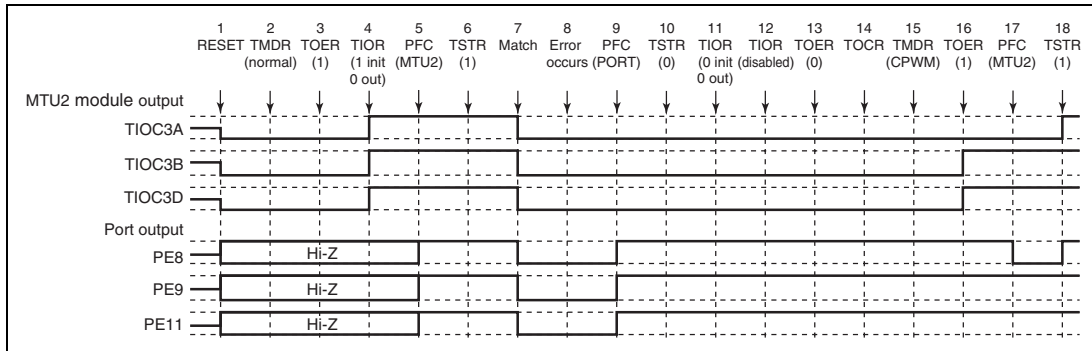 1 2 3 4 5 6 7 8 9 10 11 12 13 14 15 16 17 18
RESET TMDR TOER TIOR PFC TSTR Match Error PFC TSTR TIOR TIOR TOER TOCR TMDR TOER PFC TSTR
(normal) (1) (1 init (MTU2) (1) occurs (PORT) (0) (0 init (disabled) (0) (CPWM) (1) (MTU2) (1)
0 out) 0 out)
MTU2 module output
TIOC3A
TIOC3B
TIOC3D
Port output
PE8 Hi-Z
PE9 Hi-Z
PE11 Hi-Z